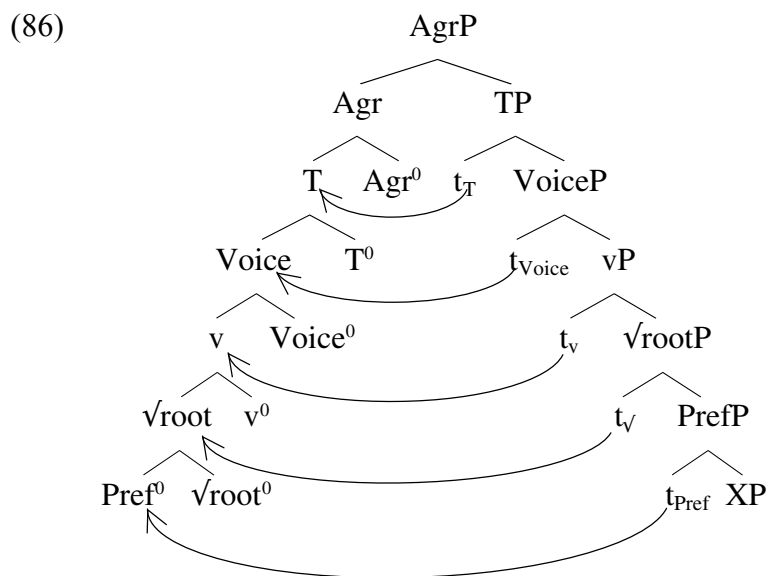 (86) AgrP
Agr TP
T Agr⁰ t_T VoiceP
Voice T⁰ t_Voice vP
v Voice⁰ t_v √rootP
√root v⁰ t_√ PrefP
Pref⁰ √root⁰ t_Pref XP